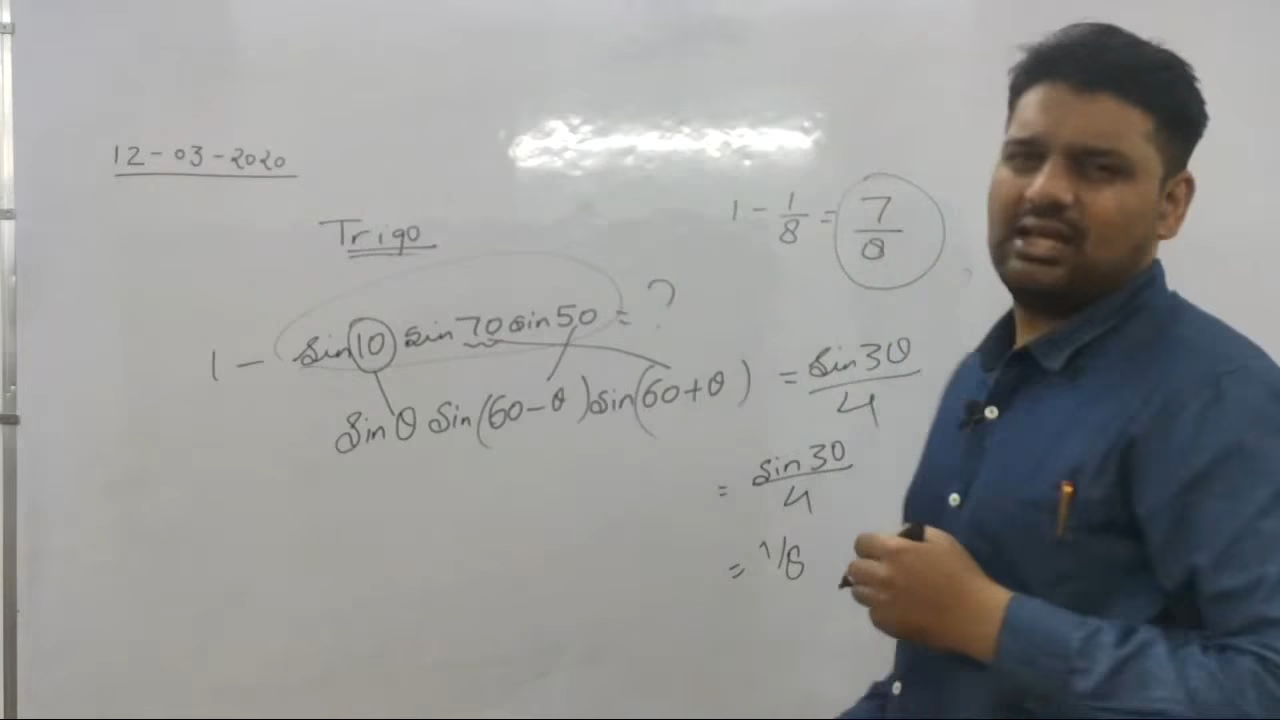 12-03-2020
Trigo
1 - sin10 sin70 sin50 = ?
sinθ sin(60-θ) sin(60+θ) = sin3θ/4
= sin30/4
= 1/8
1 - 1/8 = 7/8